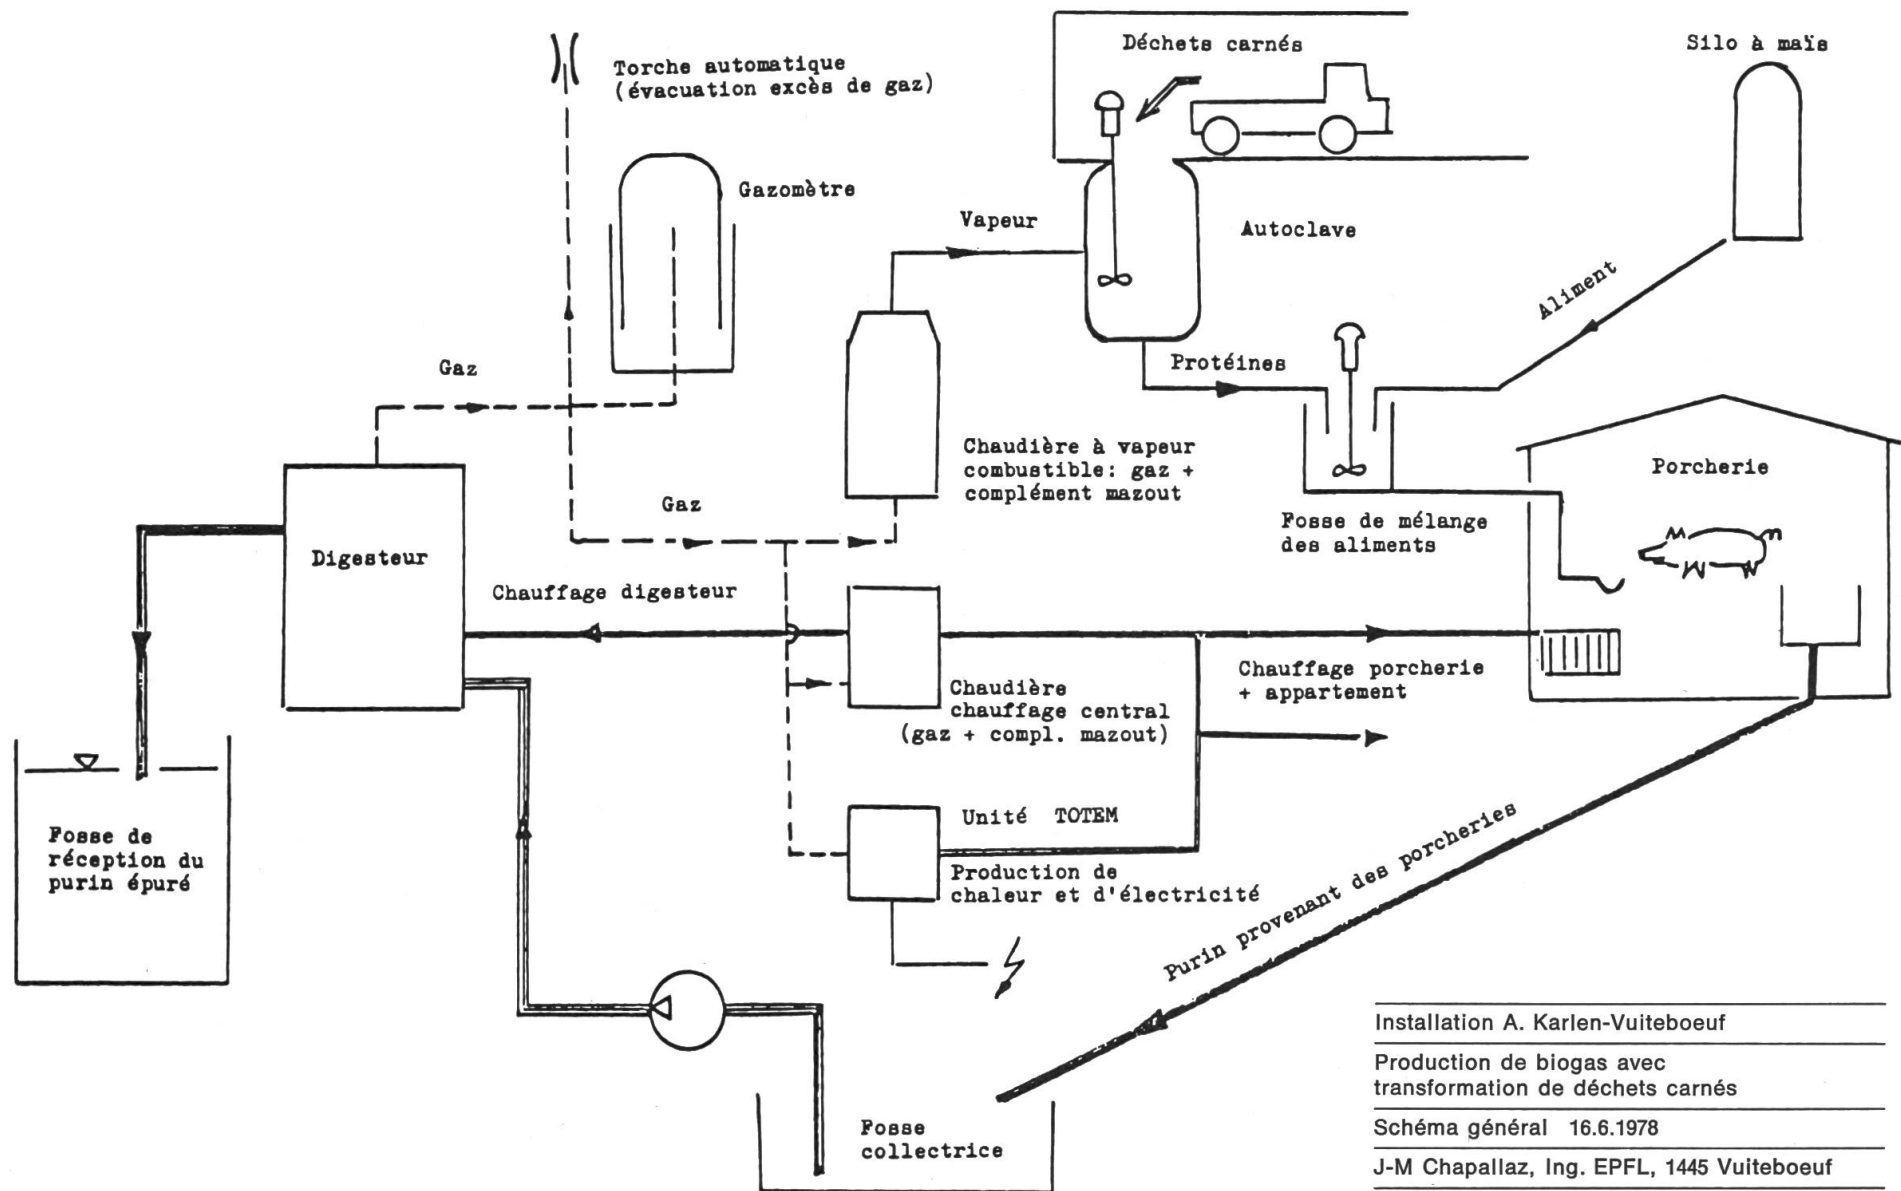 Déchets carnés
Silo à maïs
Torche automatique
(évacuation excès de gaz)
Gazomètre
Vapeur
Autoclave
Aliment
Gaz
Protéines
Chaudière à vapeur
combustible: gaz +
complément mazout
Porcherie
Gaz
Fosse de mélange
des aliments
Digesteur
Chauffage digesteur
Chauffage porcherie
+ appartement
Chaudière
chauffage central
(gaz + compl. mazout)
Unité TOTEM
Fosse de
réception du
purin épuré
Production de
chaleur et d'électricité
Purin provenant des porcheries
Fosse
collectrice
Installation A. Karlen-Vuiteboeuf
Production de biogas avec
transformation de déchets carnés
Schéma général 16.6.1978
J-M Chapallaz, Ing. EPFL, 1445 Vuiteboeuf